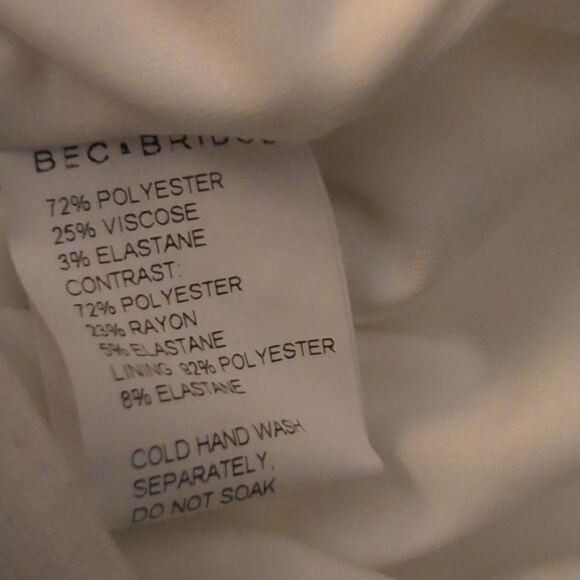 BEC & BRIDGE
72% POLYESTER
25% VISCOSE
3% ELASTANE
CONTRAST:
72% POLYESTER
23% RAYON
5% ELASTANE
LINING 92% POLYESTER
8% ELASTANE
COLD HAND WASH
SEPARATELY.
DO NOT SOAK